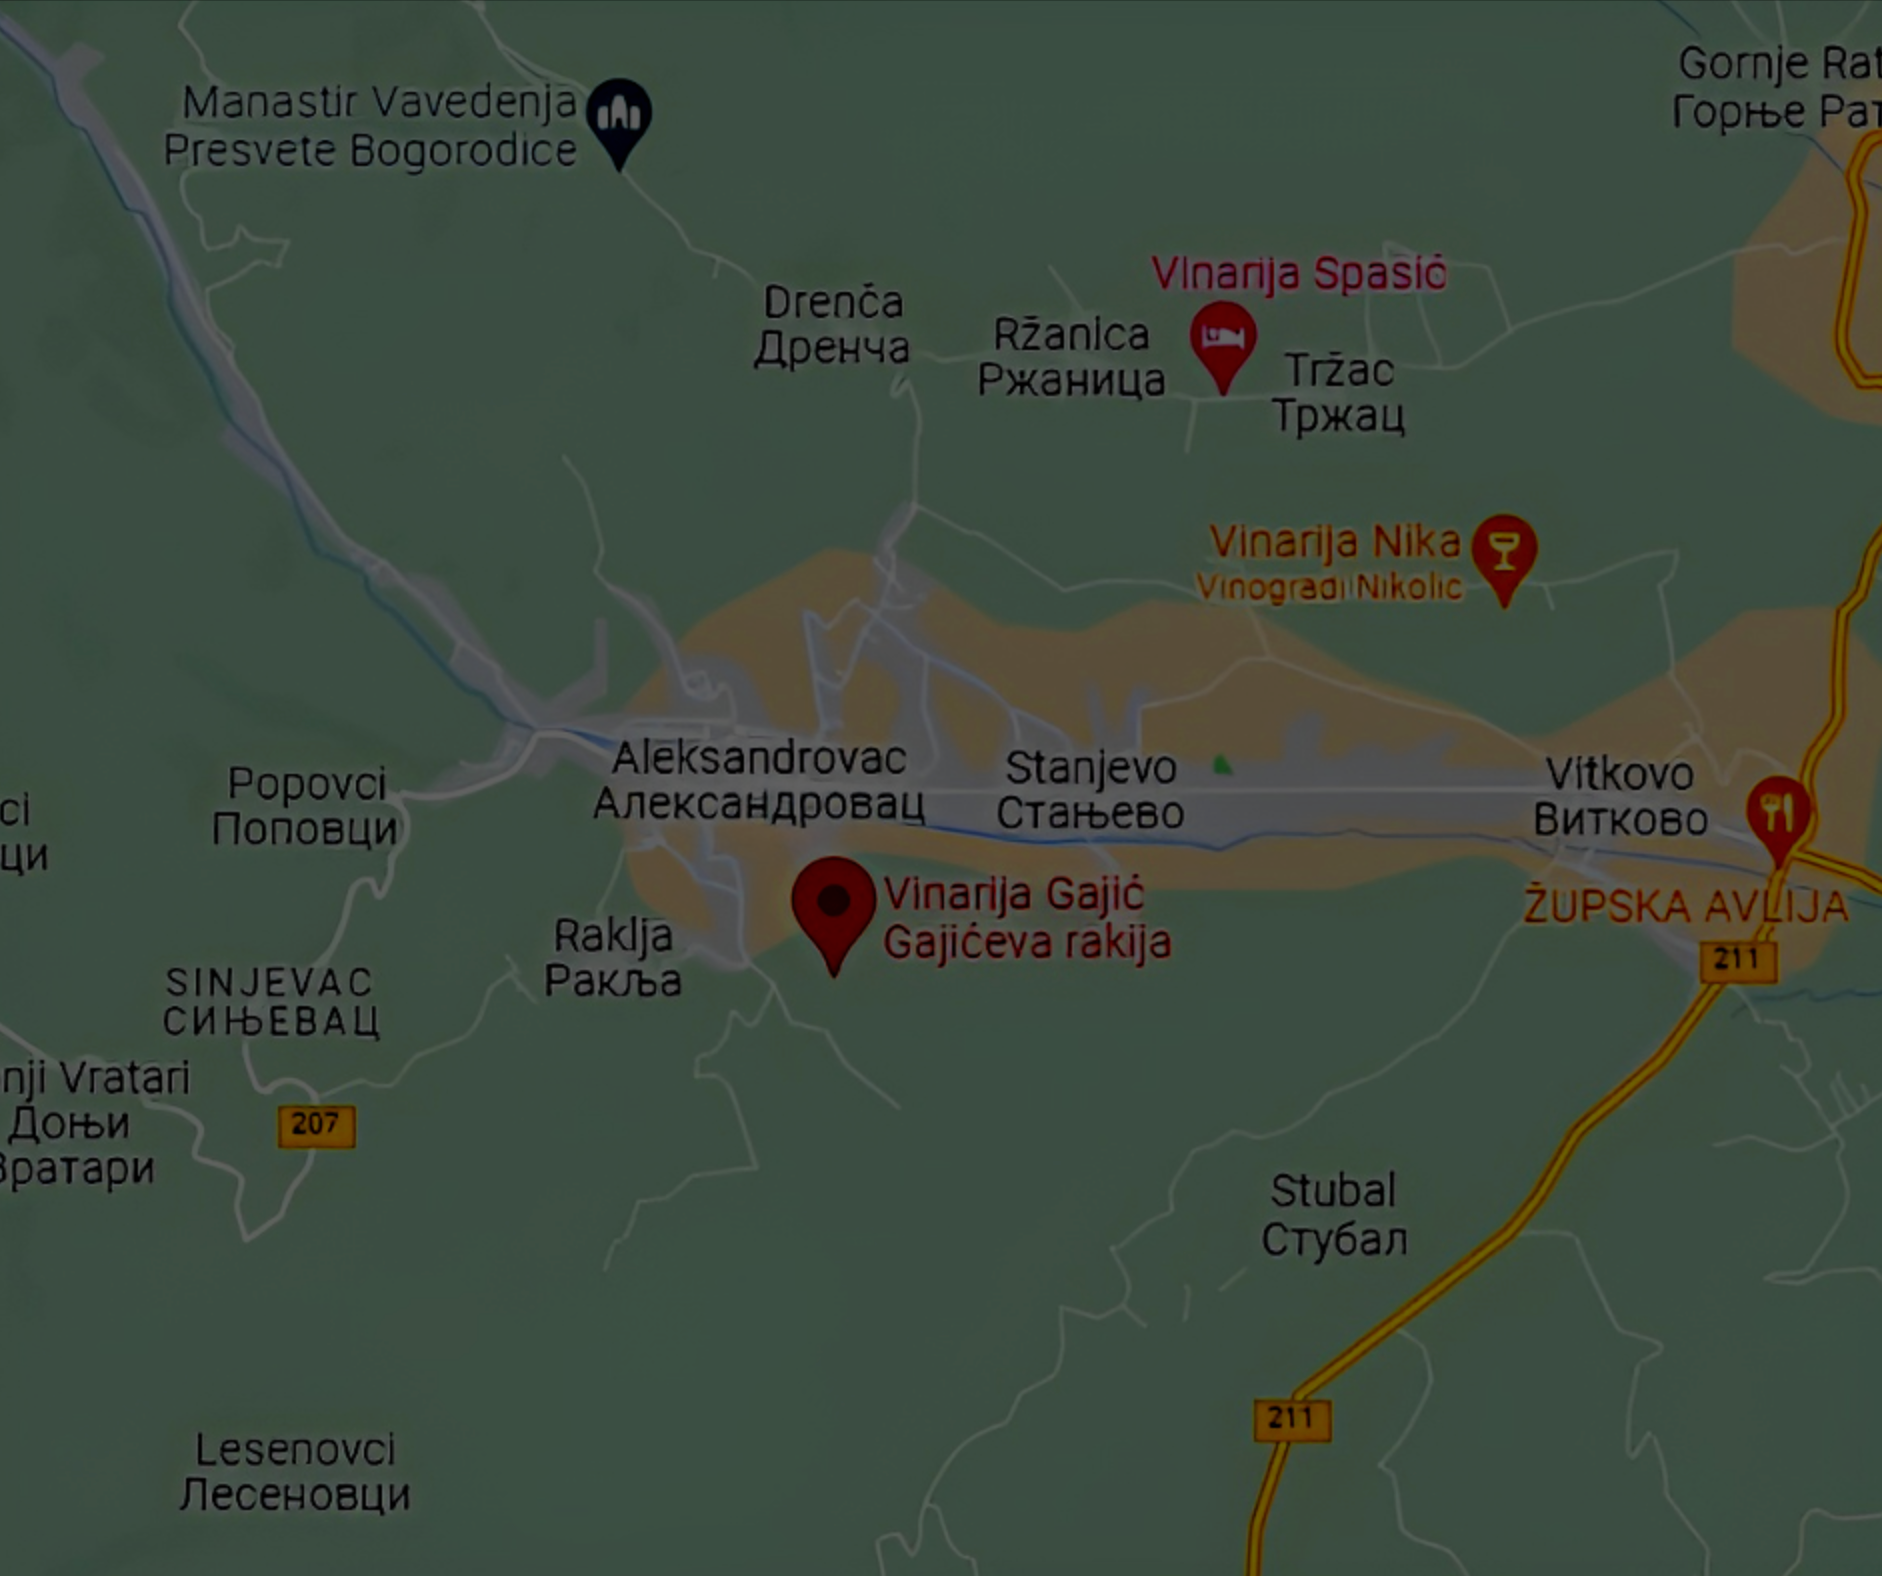 Gornje Rat
Горње Рат
Manastir Vavedenja
Presvete Bogorodice
Vinarija Spasić
Drenča
Дренча
Ržanica
Ржаница
Tržac
Тржац
Vinarija Nika
Vinogradi Nikolic
Aleksandrovac
Александровац
Stanjevo
Стањево
Vitkovo
Витково
Popovci
Поповци
ci
ци
Vinarija Gajić
Gajićeva rakija
ŽUPSKA AVLIJA
211
Raklja
Ракља
SINJEVAC
СИЊЕВАЦ
nji Vratari
Доњи
Вратари
207
Stubal
Стубал
211
Lesenovci
Лесеновци